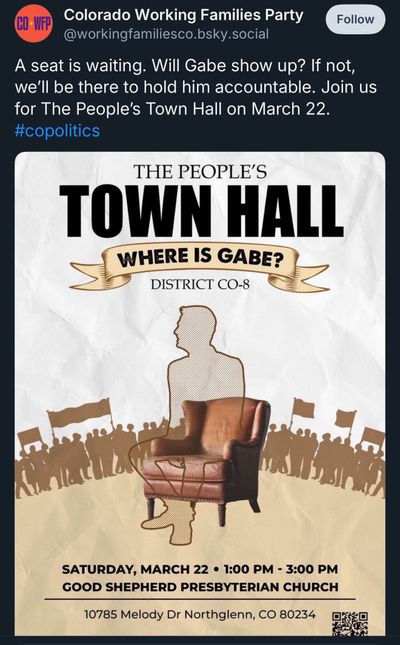 CO WFP
Colorado Working Families Party
@workingfamiliesco.bsky.social
Follow
A seat is waiting. Will Gabe show up? If not,
we'll be there to hold him accountable. Join us
for The People's Town Hall on March 22.
#copolitics
THE PEOPLE'S
TOWN HALL
WHERE IS GABE?
DISTRICT CO-8
SATURDAY, MARCH 22 • 1:00 PM - 3:00 PM
GOOD SHEPHERD PRESBYTERIAN CHURCH
10785 Melody Dr Northglenn, CO 80234